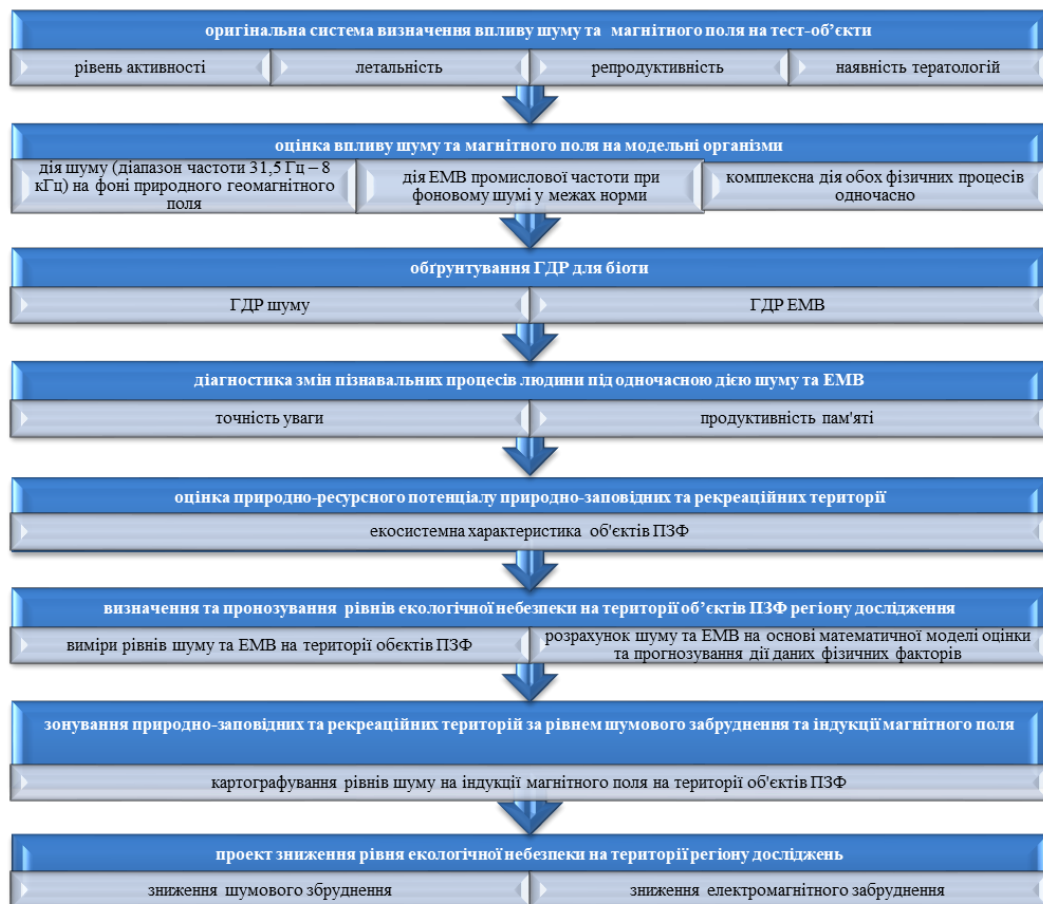 оригінальна система визначення впливу шуму та магнітного поля на тест-об’єкти
рівень активності
летальність
репродуктивність
наявність тератологій
оцінка впливу шуму та магнітного поля на модельні організмі
дія шуму (діапазон частоти 31,5 Гц – 8
кГц) на фоні природного геомагнітного
поля
дія ЕМВ промислової частоти при
фоновому шумі у межах норми
комплексна дія обох фізичних процесів
одночасно
обґрунтування ГДР для біоти
ГДР шуму
ГДР ЕМВ
діагностика змін пізнавальних процесів людини під одночасною дією шуму та ЕМВ
точність уваги
продуктивність пам'яті
оцінка природно-ресурсного потенціалу природно-заповідних та рекреаційних території
екосистемна характеристика об'єктів ПЗФ
визначення та пронозування рівнів екологічної небезпеки на території об’єктів ПЗФ регіону дослідження
виміри рівнів шуму та ЕМВ на території обєктів ПЗФ
розрахунок шуму та ЕМВ на основі математичної моделі оцінки
та прогнозування дії даних фізичних факторів
зонування природно-заповідних та рекреаційних територій за рівнем шумового забруднення та індукції магнітного поля
картографування рівнів шуму на індукції магнітного поля на території об'єктів ПЗФ
проект зниження рівня екологічної небезпеки на території регіону досліджень
зниження шумового збруднення
зниження електромагнітного забруднення